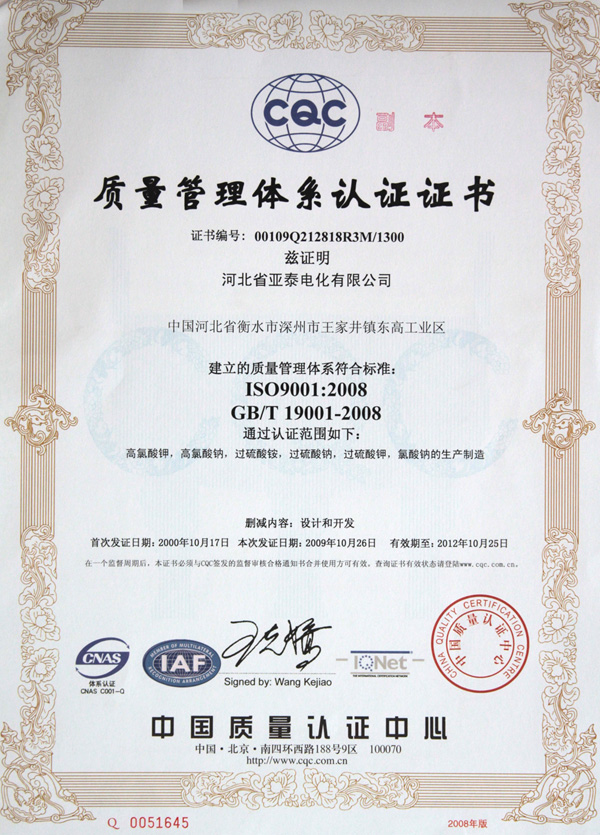 CQC
副本
质量管理体系认证证书
证书编号：00109Q212818R3M/1300
兹证明
河北省亚泰电化有限公司
中国河北省衡水市深州市王家井镇东高工业区
建立的质量管理体系符合标准：
ISO9001:2008
GB/T 19001-2008
通过认证范围如下：
高氯酸钾，高氯酸钠，过硫酸铵，过硫酸钠，过硫酸钾，氯酸钠的生产制造
删减内容：设计和开发
首次发证日期：2000年10月17日 本次发证日期：2009年10月26日 有效期至：2012年10月25日
在一个监督周期后，本证书必须与CQC签发的监督审核合格通知书合并使用方可有效，查询证书有效状态请登陆www.cqc.com.cn。
CNAS
体系认证
CNAS C001-Q
MEMBER OF MULTILATERAL
IAF
RECOGNITION ARRANGEMENT
王克娇
Signed by: Wang Kejiao
IQNet
THE INTERNATIONAL CERTIFICATION NETWORK
CHINA QUALITY CERTIFICATION CENTRE
中国质量认证中心
中国质量认证中心
中国·北京·南四环西路188号9区 100070
http://www.cqc.com.cn
Q 0051645
2008年版